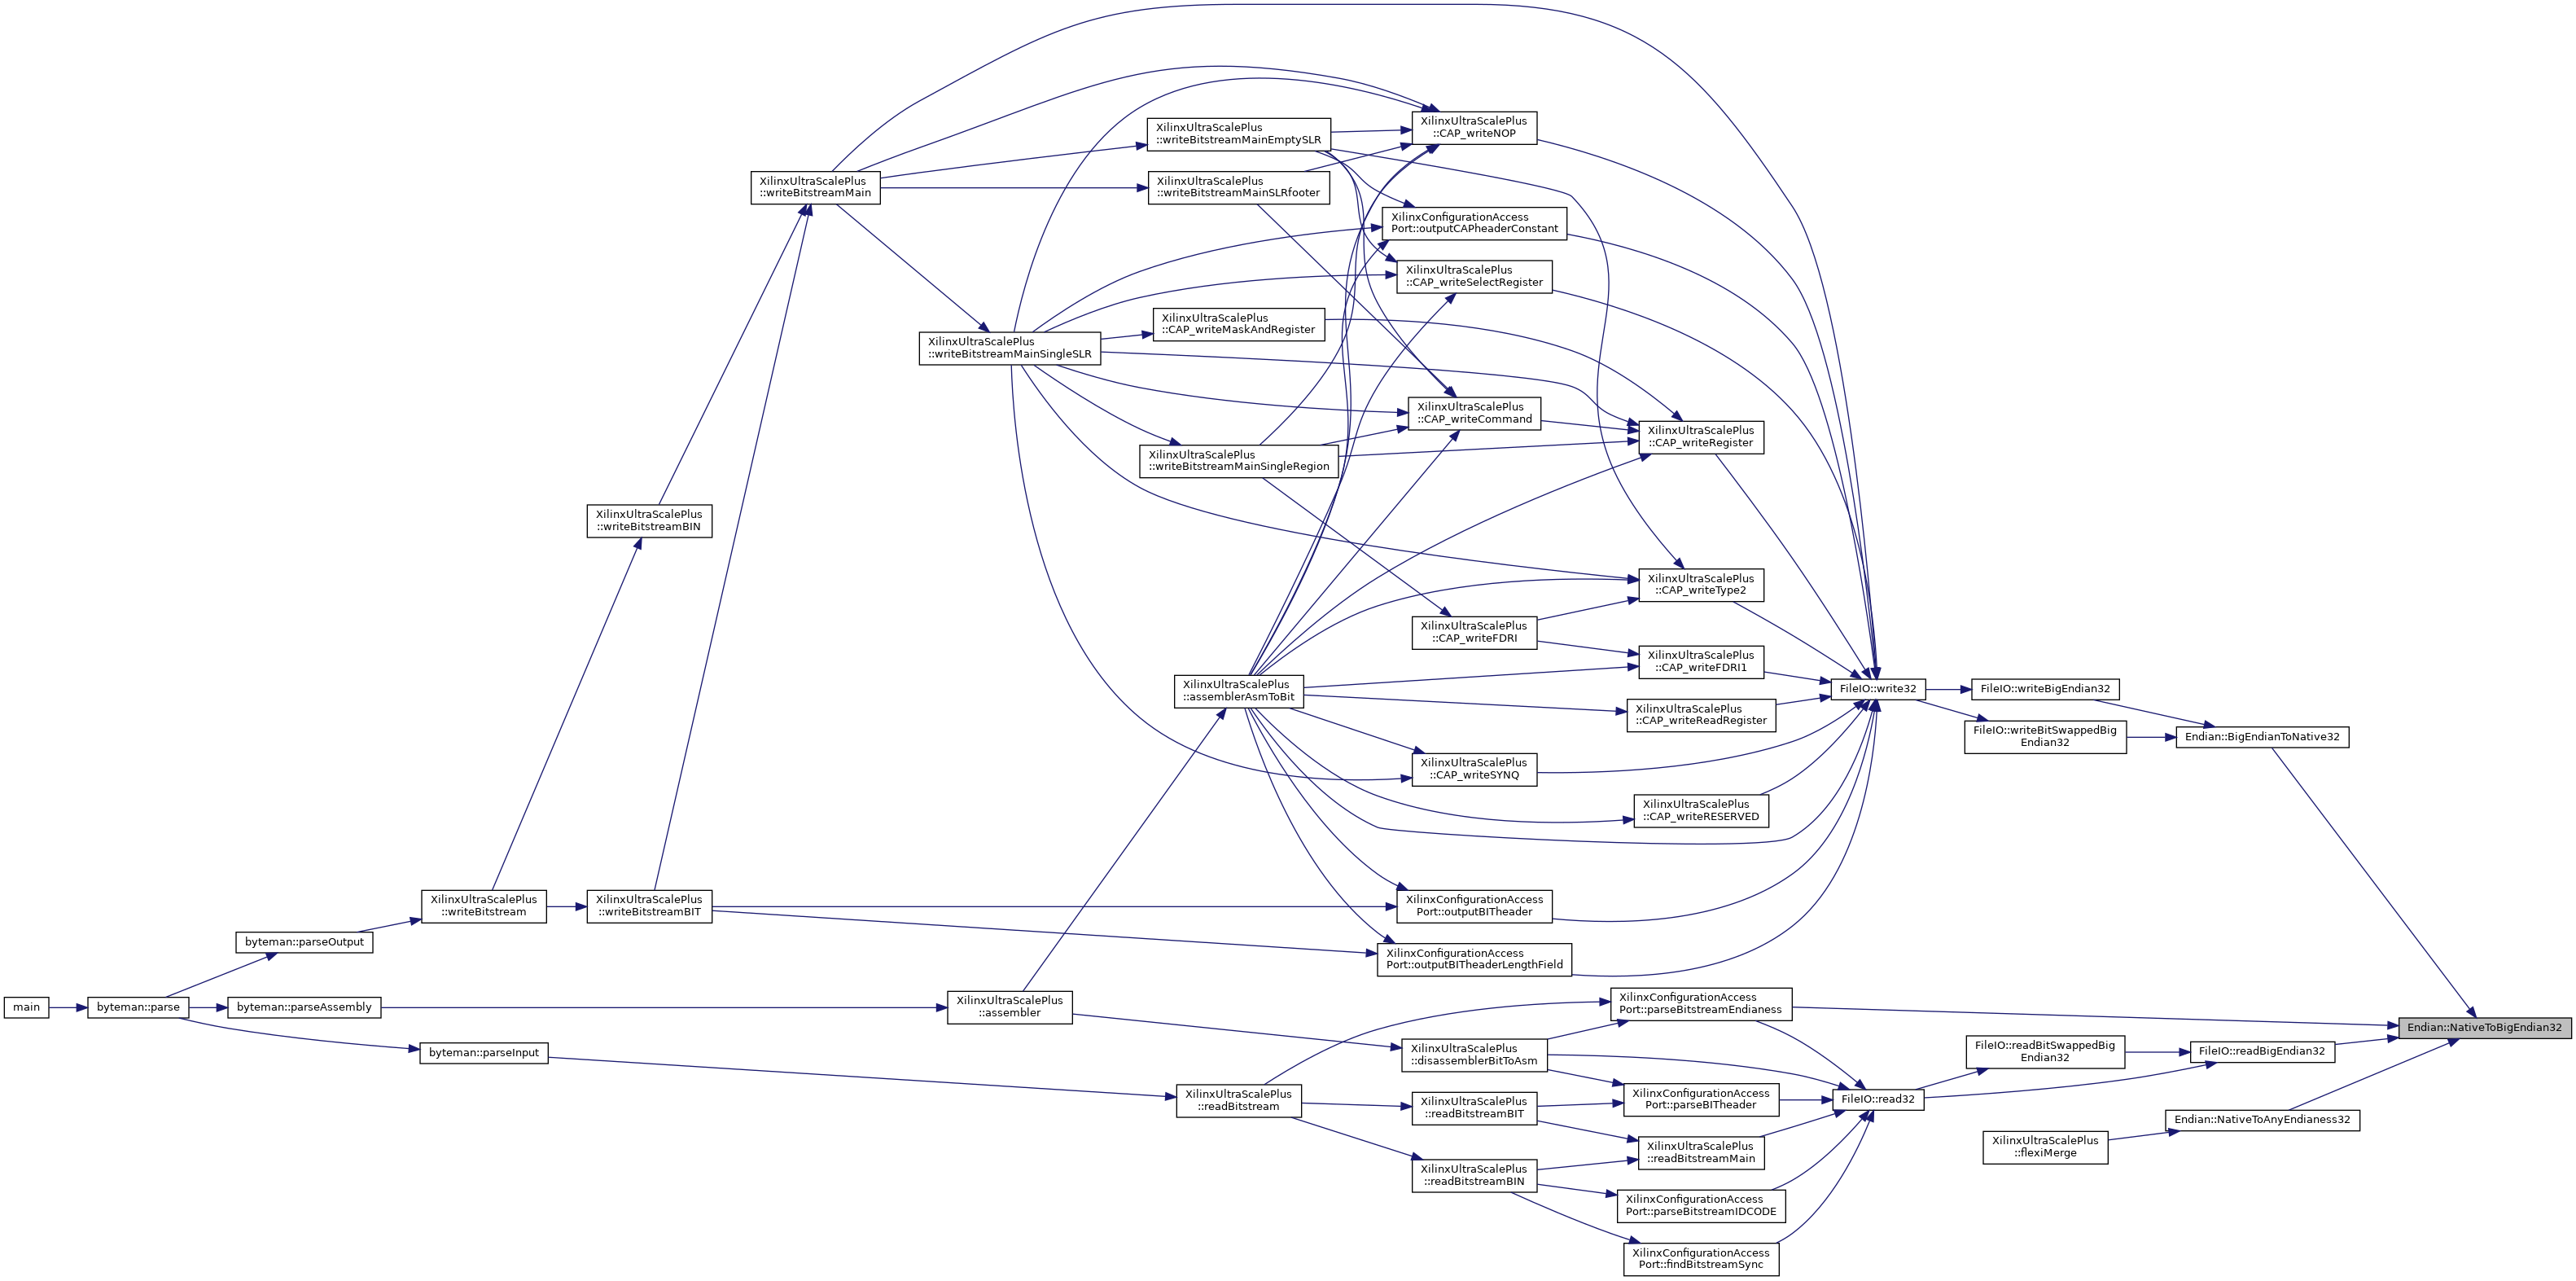 XilinxUltraScalePlus
::CAP_writeNOP
XilinxUltraScalePlus
::writeBitstreamMainEmptySLR
XilinxUltraScalePlus
::writeBitstreamMain
XilinxUltraScalePlus
::writeBitstreamMainSLRfooter
XilinxConfigurationAccess
Port::outputCAPheaderConstant
XilinxUltraScalePlus
::CAP_writeSelectRegister
XilinxUltraScalePlus
::CAP_writeMaskAndRegister
XilinxUltraScalePlus
::writeBitstreamMainSingleSLR
XilinxUltraScalePlus
::CAP_writeCommand
XilinxUltraScalePlus
::CAP_writeRegister
XilinxUltraScalePlus
::writeBitstreamMainSingleRegion
XilinxUltraScalePlus
::writeBitstreamBIN
XilinxUltraScalePlus
::CAP_writeType2
XilinxUltraScalePlus
::CAP_writeFDRI
XilinxUltraScalePlus
::CAP_writeFDRI1
XilinxUltraScalePlus
::assemblerAsmToBit
FileIO::write32
FileIO::writeBigEndian32
XilinxUltraScalePlus
::CAP_writeReadRegister
FileIO::writeBitSwappedBig
Endian32
Endian::BigEndianToNative32
XilinxUltraScalePlus
::CAP_writeSYNQ
XilinxUltraScalePlus
::CAP_writeRESERVED
XilinxUltraScalePlus
::writeBitstream
XilinxUltraScalePlus
::writeBitstreamBIT
XilinxConfigurationAccess
Port::outputBITheader
byteman::parseOutput
XilinxConfigurationAccess
Port::outputBITheaderLengthField
main
byteman::parse
byteman::parseAssembly
XilinxUltraScalePlus
::assembler
XilinxConfigurationAccess
Port::parseBitstreamEndianess
Endian::NativeToBigEndian32
byteman::parseInput
XilinxUltraScalePlus
::disassemblerBitToAsm
FileIO::readBitSwappedBig
Endian32
FileIO::readBigEndian32
XilinxUltraScalePlus
::readBitstream
XilinxUltraScalePlus
::readBitstreamBIT
XilinxConfigurationAccess
Port::parseBITheader
FileIO::read32
Endian::NativeToAnyEndianess32
XilinxUltraScalePlus
::readBitstreamMain
XilinxUltraScalePlus
::flexiMerge
XilinxUltraScalePlus
::readBitstreamBIN
XilinxConfigurationAccess
Port::parseBitstreamIDCODE
XilinxConfigurationAccess
Port::findBitstreamSync